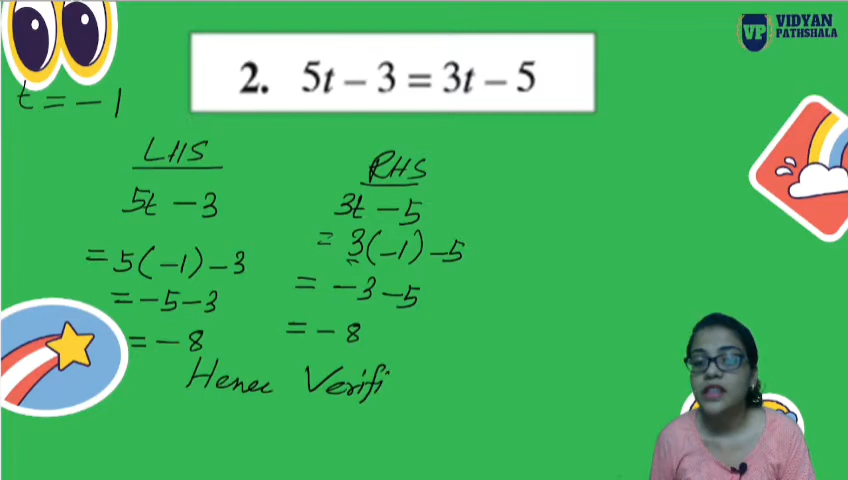 VP VIDYAN
PATHSHALA
2. 5t – 3 = 3t – 5
t = -1
LHS
5t - 3
= 5(-1) - 3
= -5 - 3
= -8
RHS
3t - 5
= 3(-1) - 5
= -3 - 5
= -8
Hence Verifi